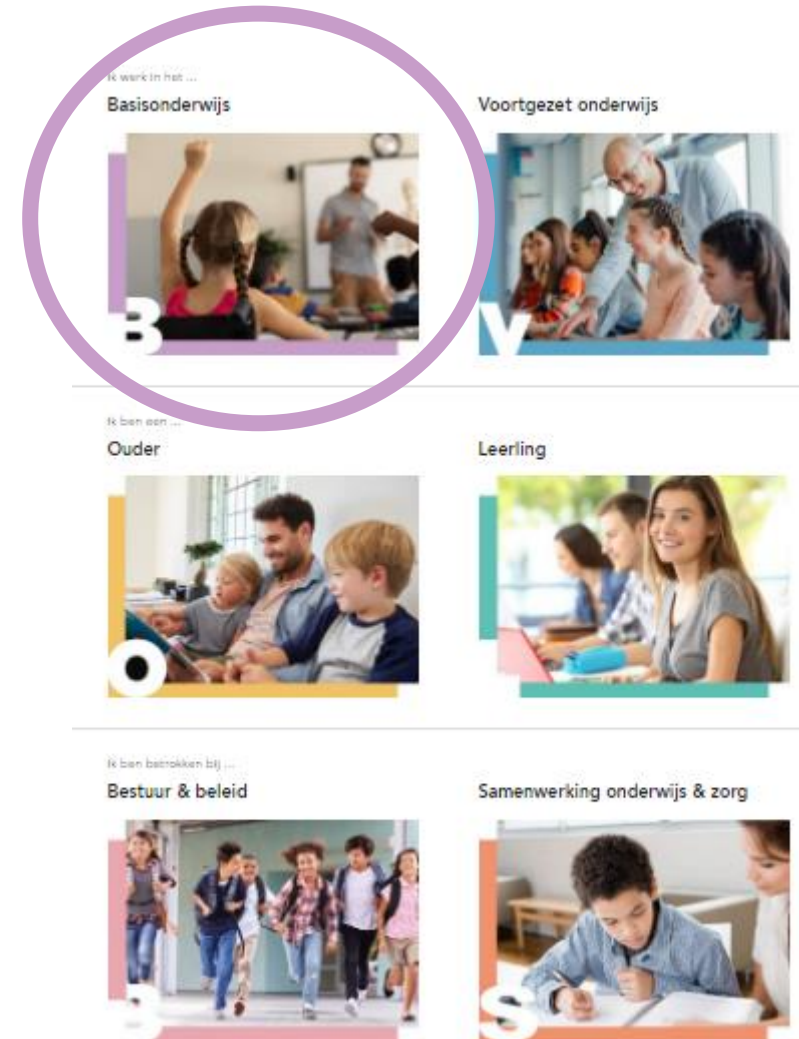 Ik werk in het ...
Basisonderwijs
Voortgezet onderwijs
B
V
Ik ben een ...
Ouder
Leerling
O
Ik ben betrokken bij ...
Bestuur & beleid
Samenwerking onderwijs & zorg
B
S